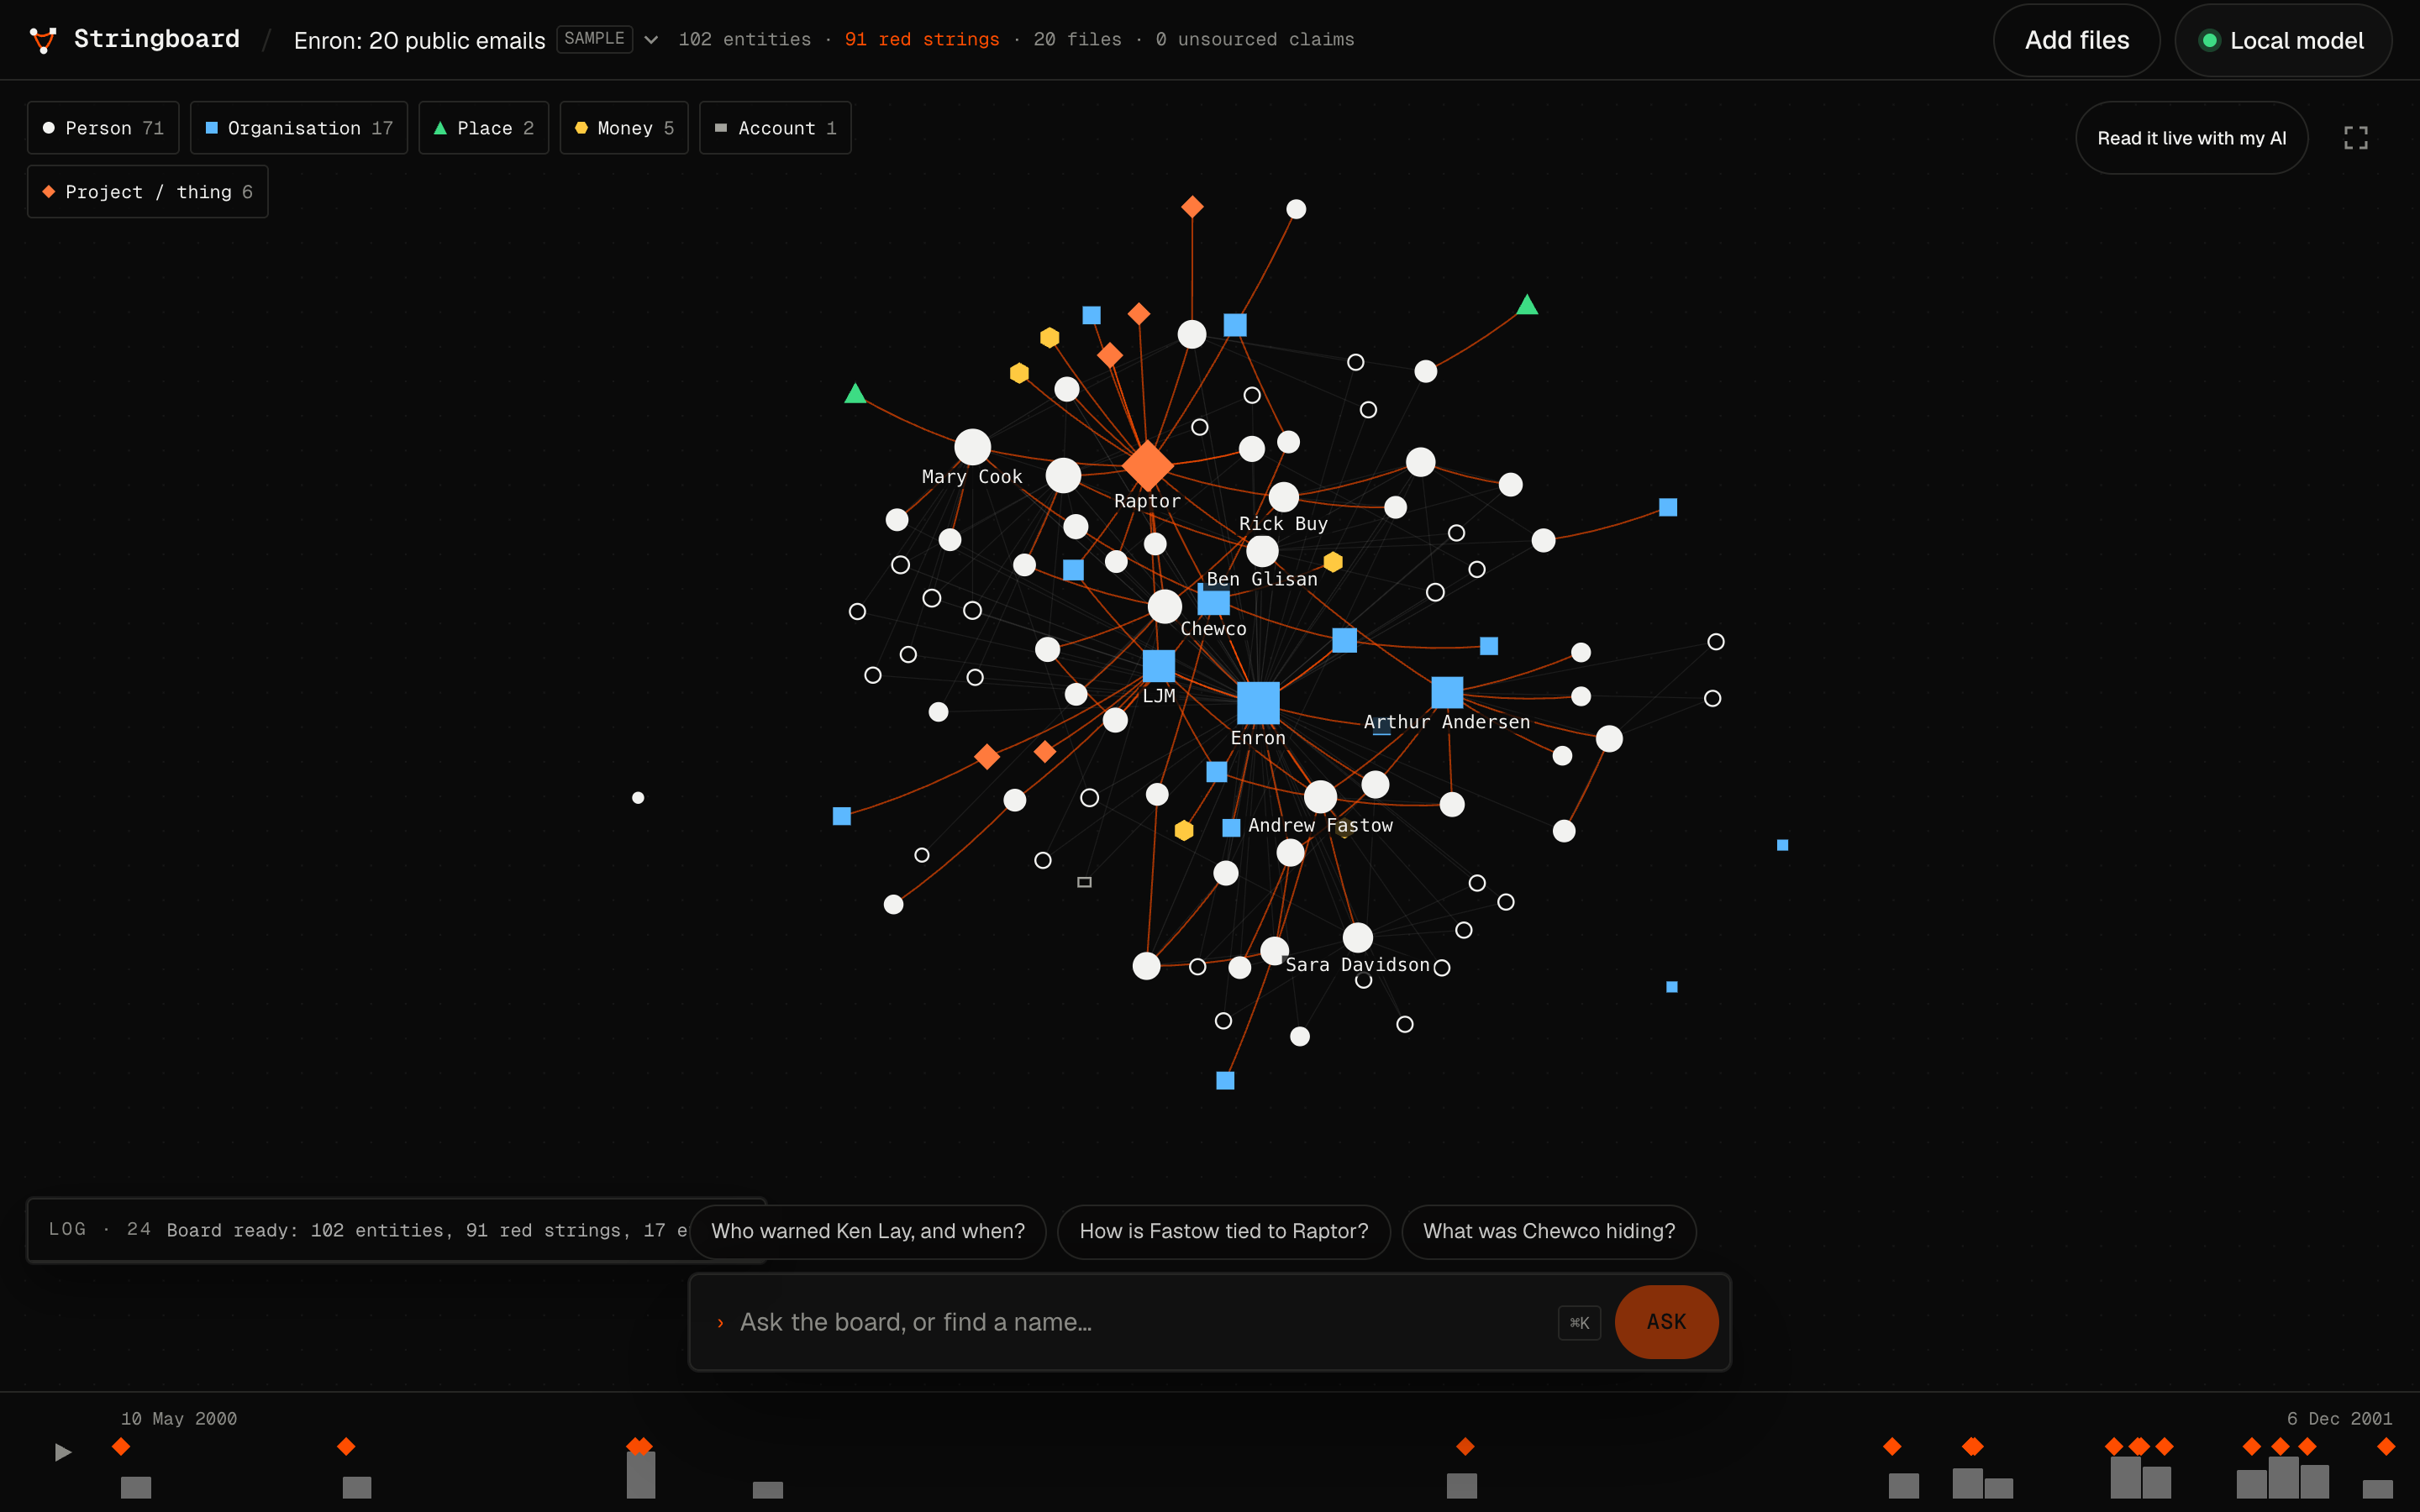 Stringboard / Enron: 20 public emails SAMPLE 102 entities · 91 red strings · 20 files · 0 unsourced claims Add files Local model
Person 71 Organisation 17 Place 2 Money 5 Account 1 Read it live with my AI
Project / thing 6
Mary Cook
Raptor
Rick Buy
Ben Glisan
Chewco
LJM
Arthur Andersen
Enron
Andrew Fastow
Sara Davidson
LOG · 24 Board ready: 102 entities, 91 red strings, 17 e
Who warned Ken Lay, and when? How is Fastow tied to Raptor? What was Chewco hiding?
› Ask the board, or find a name... ⌘K ASK
10 May 2000 6 Dec 2001